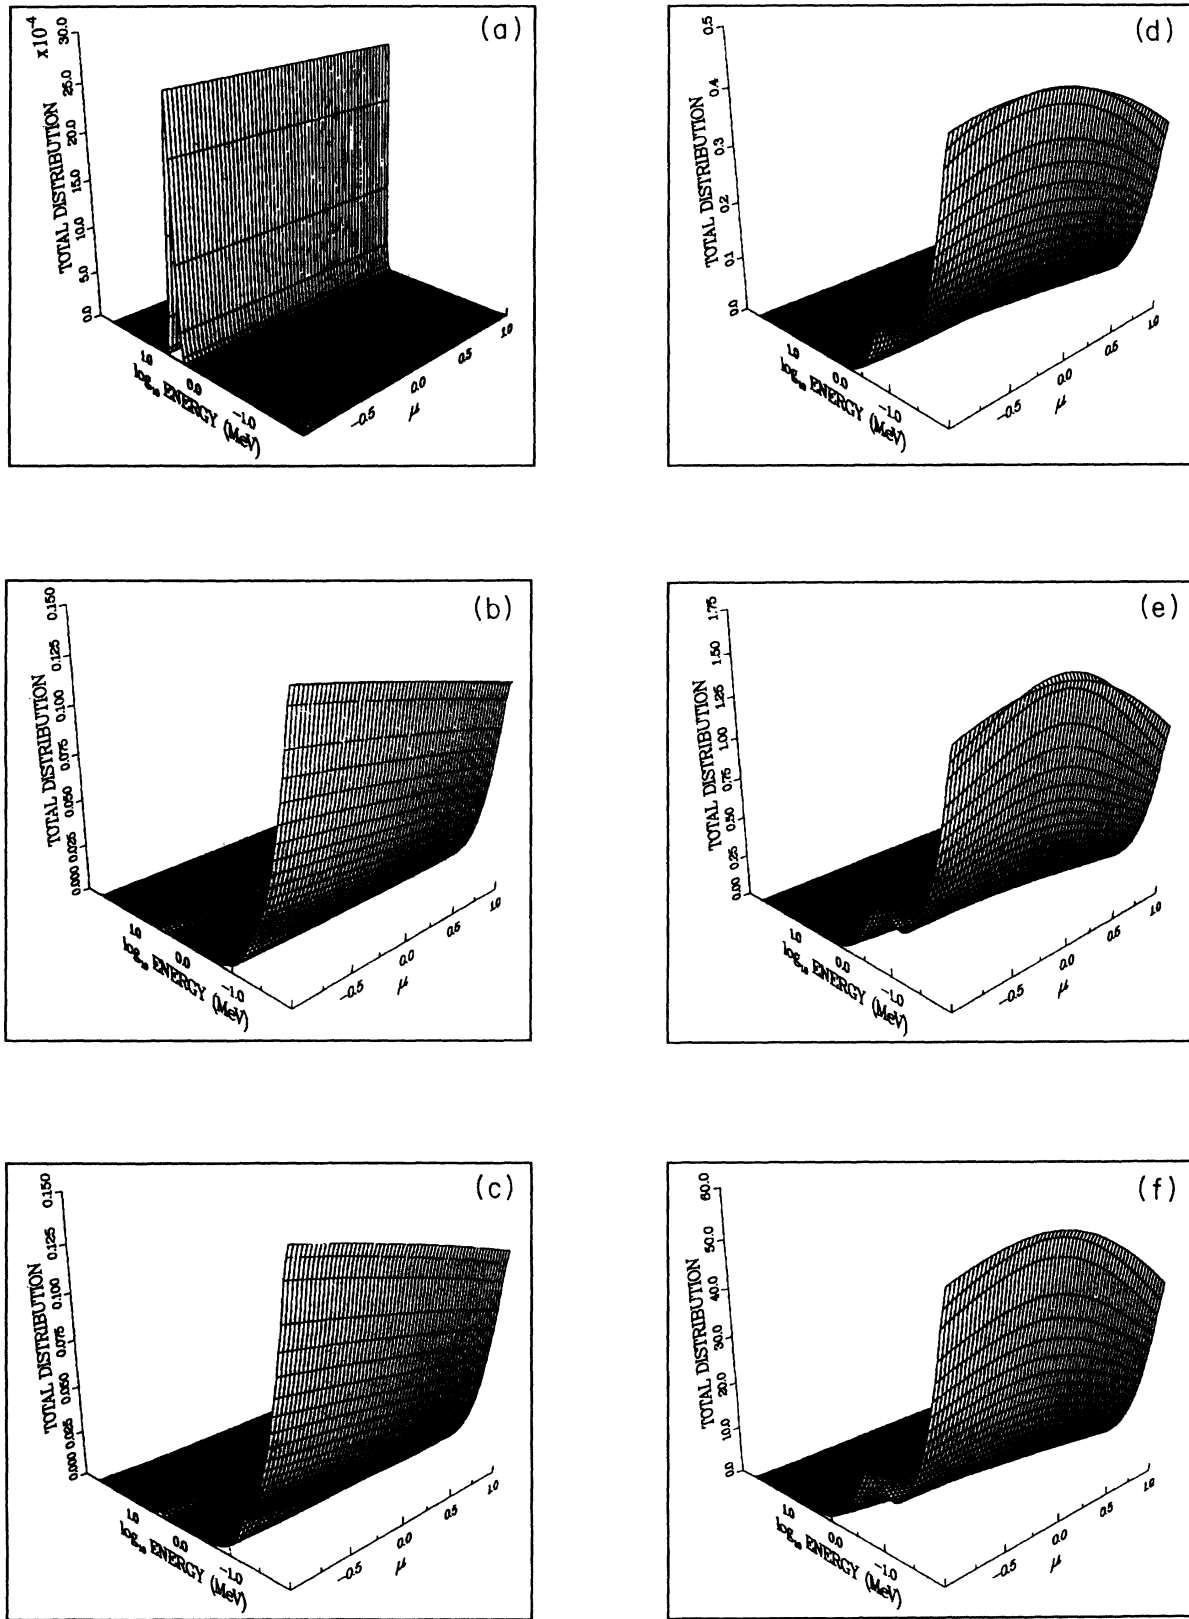 (a)
x10⁻⁴
TOTAL DISTRIBUTION
0.0 5.0 10.0 15.0 20.0 25.0 30.0
1.0 0.0 -1.0
log₁₀ ENERGY (MeV)
-0.5 0.0 0.5 1.0
μ
(b)
TOTAL DISTRIBUTION
0.000 0.025 0.050 0.075 0.100 0.125 0.150
1.0 0.0 -1.0
log₁₀ ENERGY (MeV)
-0.5 0.0 0.5 1.0
μ
(c)
TOTAL DISTRIBUTION
0.000 0.025 0.050 0.075 0.100 0.125 0.150
1.0 0.0 -1.0
log₁₀ ENERGY (MeV)
-0.5 0.0 0.5 1.0
μ
(d)
TOTAL DISTRIBUTION
0.0 0.1 0.2 0.3 0.4 0.5
1.0 0.0 -1.0
log₁₀ ENERGY (MeV)
-0.5 0.0 0.5 1.0
μ
(e)
TOTAL DISTRIBUTION
0.00 0.25 0.50 0.75 1.00 1.25 1.50 1.75
1.0 0.0 -1.0
log₁₀ ENERGY (MeV)
-0.5 0.0 0.5 1.0
μ
(f)
TOTAL DISTRIBUTION
0.0 10.0 20.0 30.0 40.0 50.0 60.0
1.0 0.0 -1.0
log₁₀ ENERGY (MeV)
-0.5 0.0 0.5 1.0
μ